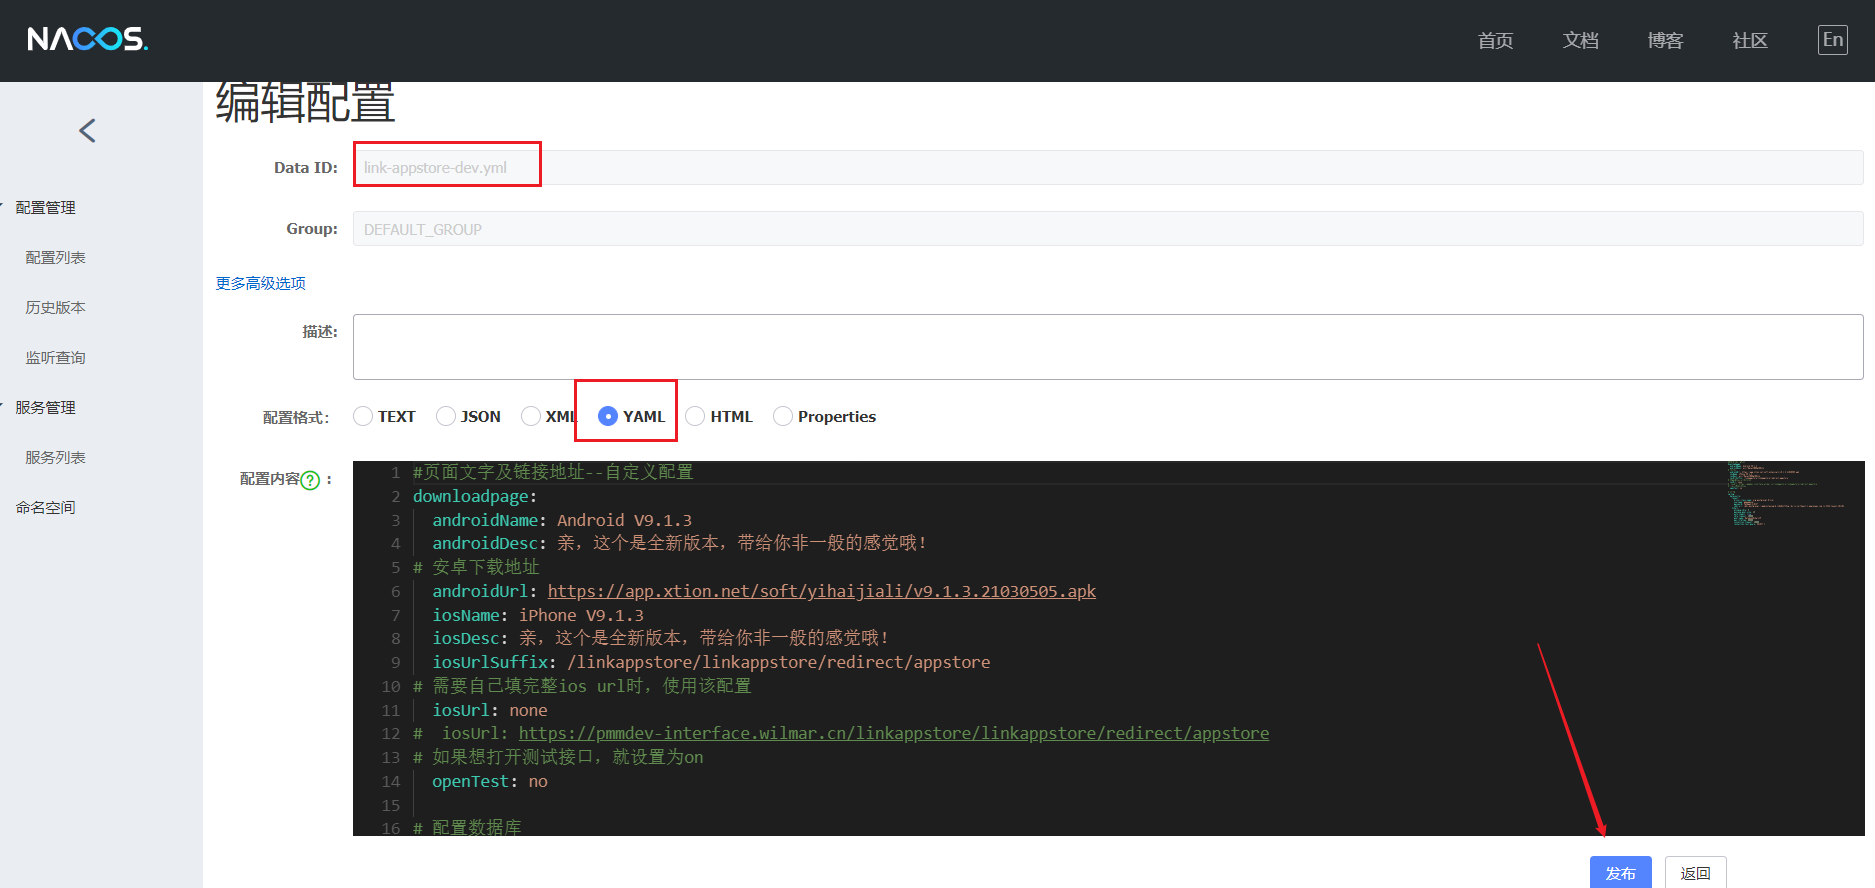 NACOS.
首页 文档 博客 社区 En
编辑配置
配置管理
配置列表
历史版本
监听查询
服务管理
服务列表
命名空间
Data ID: link-appstore-dev.yml
Group: DEFAULT_GROUP
更多高级选项
描述:
配置格式: TEXT JSON XML YAML HTML Properties
配置内容? :
1 #页面文字及链接地址--自定义配置
2 downloadpage:
3 androidName: Android V9.1.3
4 androidDesc: 亲，这个是全新版本，带给你非一般的感觉哦!
5 # 安卓下载地址
6 androidUrl: https://app.xtion.net/soft/yihaijiali/v9.1.3.21030505.apk
7 iosName: iPhone V9.1.3
8 iosDesc: 亲，这个是全新版本，带给你非一般的感觉哦!
9 iosUrlSuffix: /linkappstore/linkappstore/redirect/appstore
10 # 需要自己填完整ios url时，使用该配置
11 iosUrl: none
12 # iosUrl: https://pmmdev-interface.wilmar.cn/linkappstore/linkappstore/redirect/appstore
13 # 如果想打开测试接口，就设置为on
14 openTest: no
15
16 # 配置数据库
发布 返回